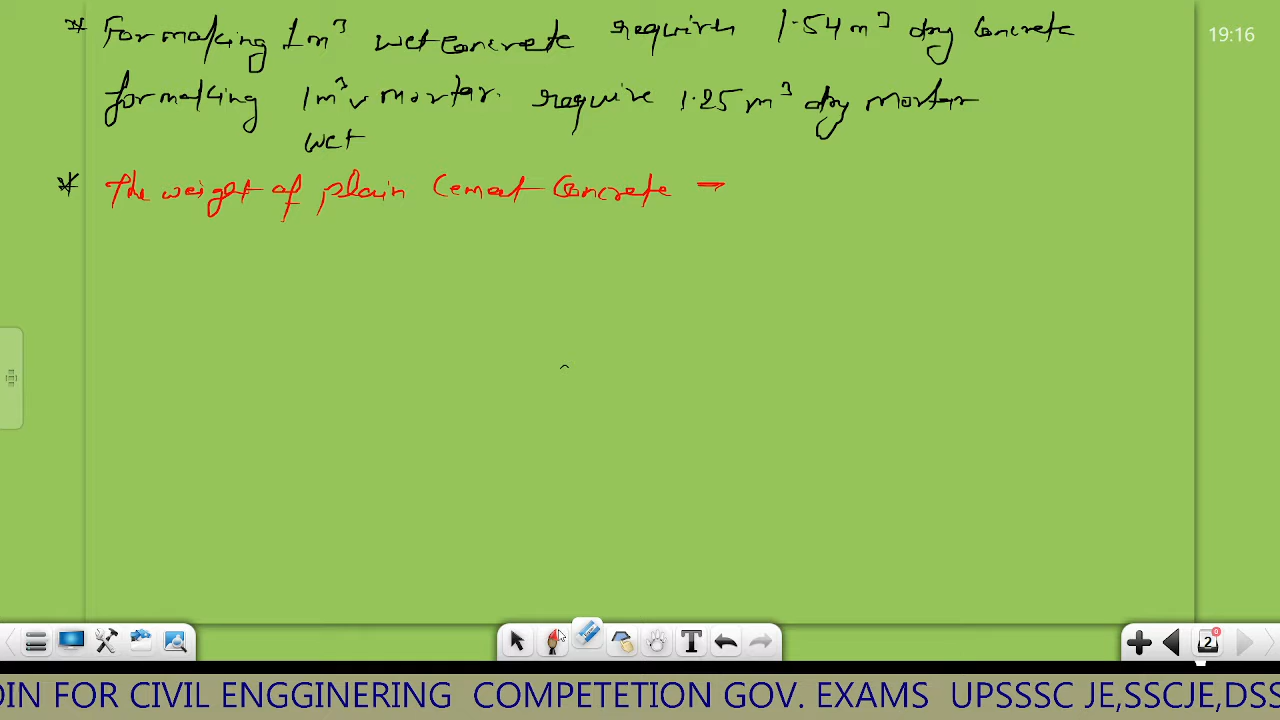 * For making 1m³ wet concrete requires 1.54m³ dry concrete
19:16
for making 1m³ v mortar. require 1.25 m³ dry mortar
wet
* The weight of plain Cement Concrete =
T
2
OIN FOR CIVIL ENGGINERING COMPETETION GOV. EXAMS UPSSSC JE,SSCJE,DSS